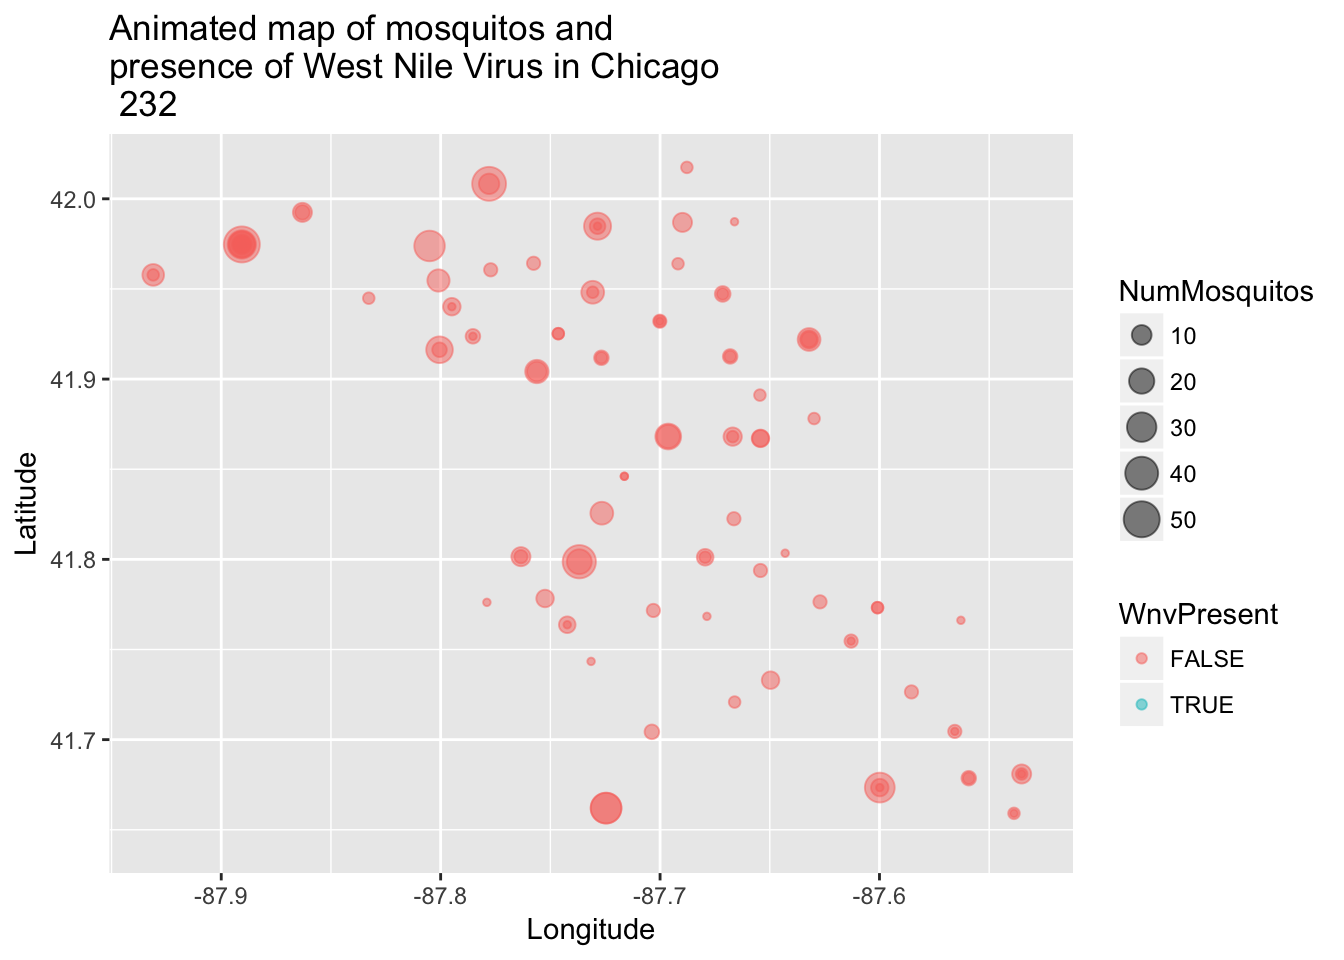 Animated map of mosquitos and
presence of West Nile Virus in Chicago
232
42.0
41.9
41.8
41.7
Latitude
-87.9
-87.8
-87.7
-87.6
Longitude
NumMosquitos
10
20
30
40
50
WnvPresent
FALSE
TRUE